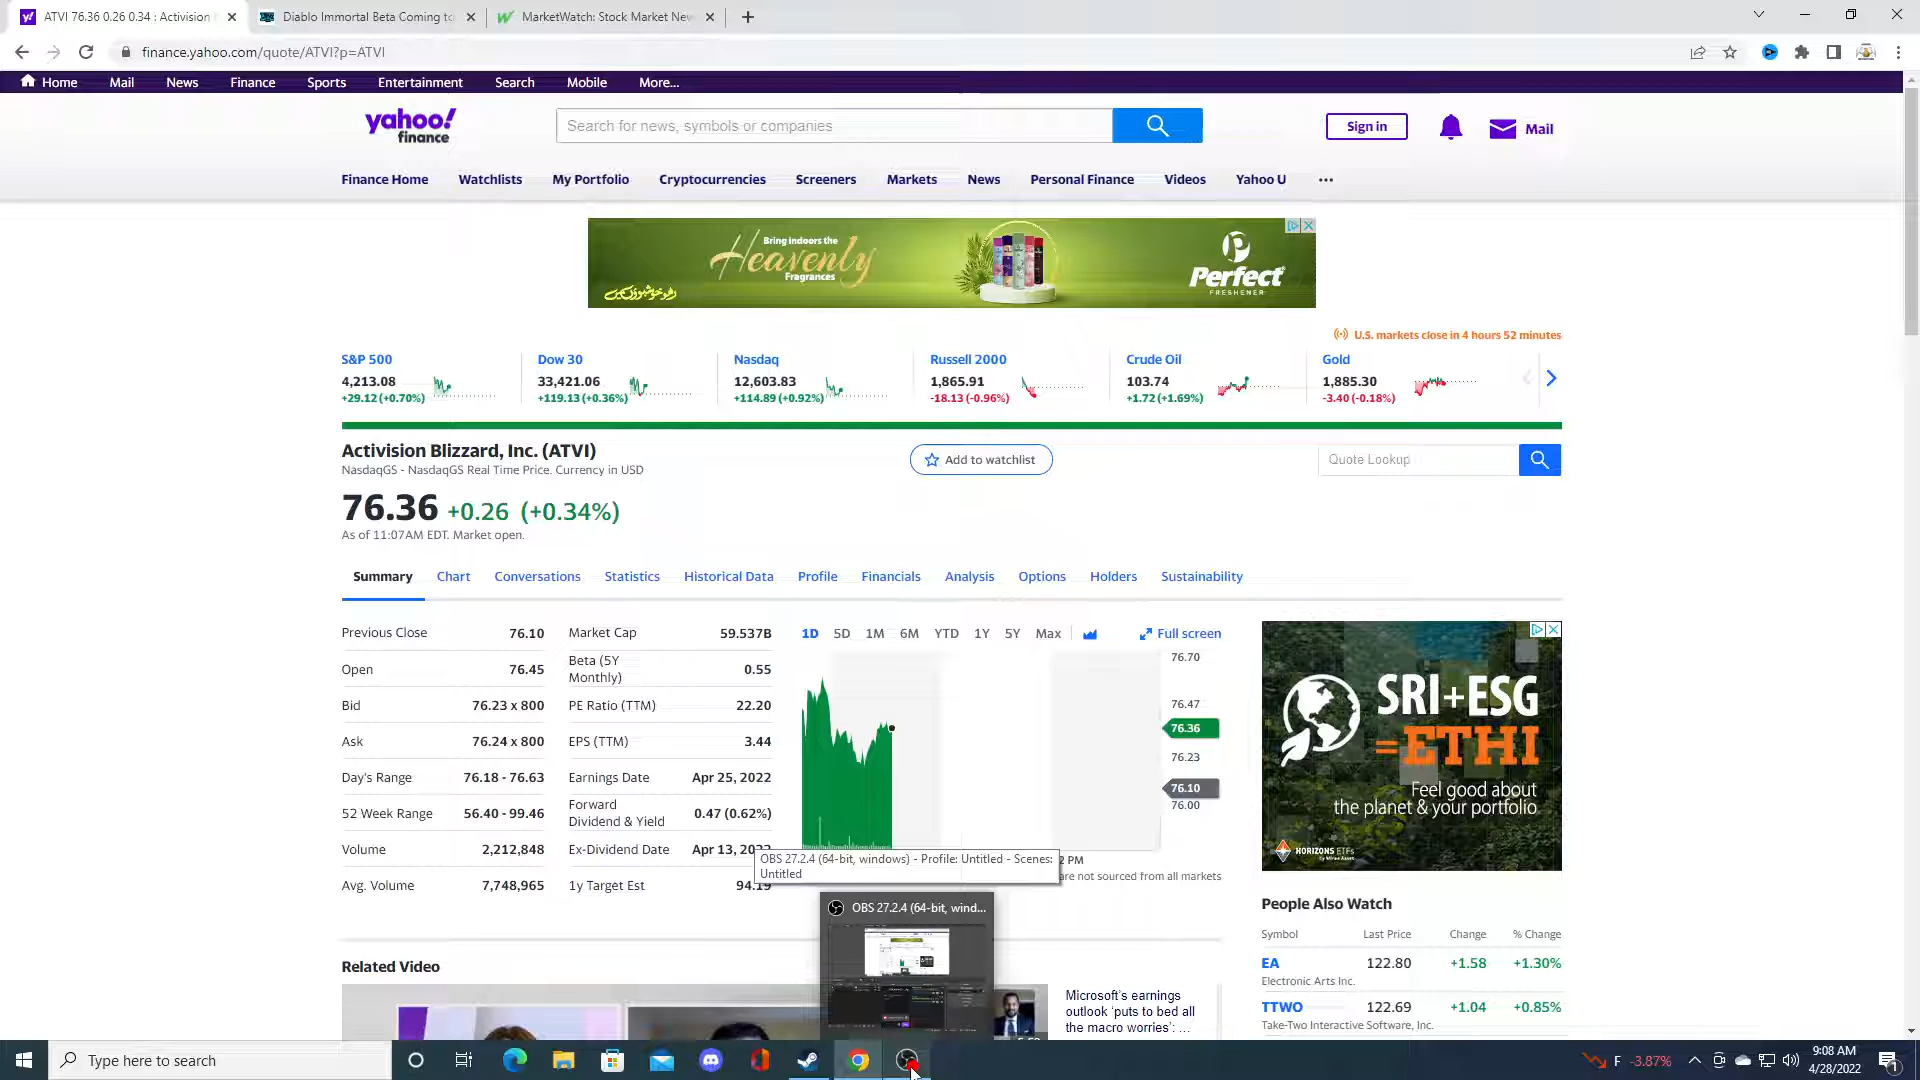 ATVI 76.36 0.26 0.34 : Activision
Diablo Immortal Beta Coming to
MarketWatch: Stock Market New
finance.yahoo.com/quote/ATVI?p=ATVI
Home Mail News Finance Sports Entertainment Search Mobile More...
yahoo!
finance
Search for news, symbols or companies
Sign in
Mail
Finance Home Watchlists My Portfolio Cryptocurrencies Screeners Markets News Personal Finance Videos Yahoo U ...
Bring indoors the
Heavenly
Fragrances
Perfect
FRESHENER
U.S. markets close in 4 hours 52 minutes
S&P 500 Dow 30 Nasdaq Russell 2000 Crude Oil Gold
4,213.08 33,421.06 12,603.83 1,865.91 103.74 1,885.30
+29.12 (+0.70%) +119.13 (+0.36%) +114.89 (+0.92%) -18.13 (-0.96%) +1.72 (+1.69%) -3.40 (-0.18%)
Activision Blizzard, Inc. (ATVI)
NasdaqGS - NasdaqGS Real Time Price. Currency in USD
Add to watchlist
Quote Lookup
76.36 +0.26 (+0.34%)
As of 11:07AM EDT. Market open.
Summary Chart Conversations Statistics Historical Data Profile Financials Analysis Options Holders Sustainability
Previous Close 76.10
Open 76.45
Bid 76.23 x 800
Ask 76.24 x 800
Day's Range 76.18 - 76.63
52 Week Range 56.40 - 99.46
Volume 2,212,848
Avg. Volume 7,748,965
Market Cap 59.537B
Beta (5Y
Monthly) 0.55
PE Ratio (TTM) 22.20
EPS (TTM) 3.44
Earnings Date Apr 25, 2022
Forward
Dividend & Yield 0.47 (0.62%)
Ex-Dividend Date Apr 13, 2022
1y Target Est 94.19
1D 5D 1M 6M YTD 1Y 5Y Max
Full screen
76.70
76.47
76.36
76.23
76.10
76.00
2 PM
are not sourced from all markets
OBS 27.2.4 (64-bit, windows) - Profile: Untitled - Scenes:
Untitled
OBS 27.2.4 (64-bit, wind...
SRI+ESG
=ETHI
Feel good about
the planet & your portfolio
HORIZONS ETFs
by Mirae Asset
People Also Watch
Symbol Last Price Change % Change
EA 122.80 +1.58 +1.30%
Electronic Arts Inc.
TTWO 122.69 +1.04 +0.85%
Take-Two Interactive Software, Inc.
Related Video
Microsoft's earnings
outlook 'puts to bed all
the macro worries': ...
Type here to search
F -3.87%
9:08 AM
4/28/2022
1